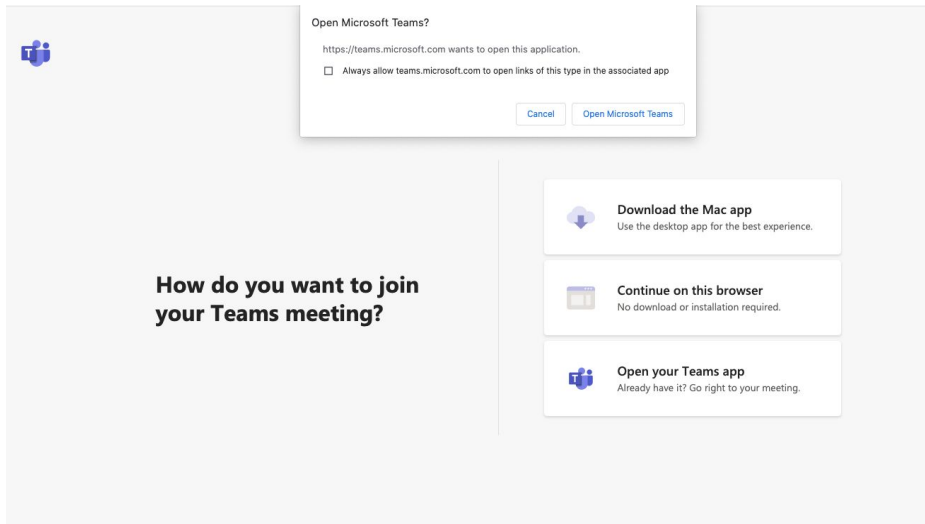 Open Microsoft Teams?
https://teams.microsoft.com wants to open this application.
Always allow teams.microsoft.com to open links of this type in the associated app
Cancel
Open Microsoft Teams
How do you want to join
your Teams meeting?
Download the Mac app
Use the desktop app for the best experience.
Continue on this browser
No download or installation required.
Open your Teams app
Already have it? Go right to your meeting.